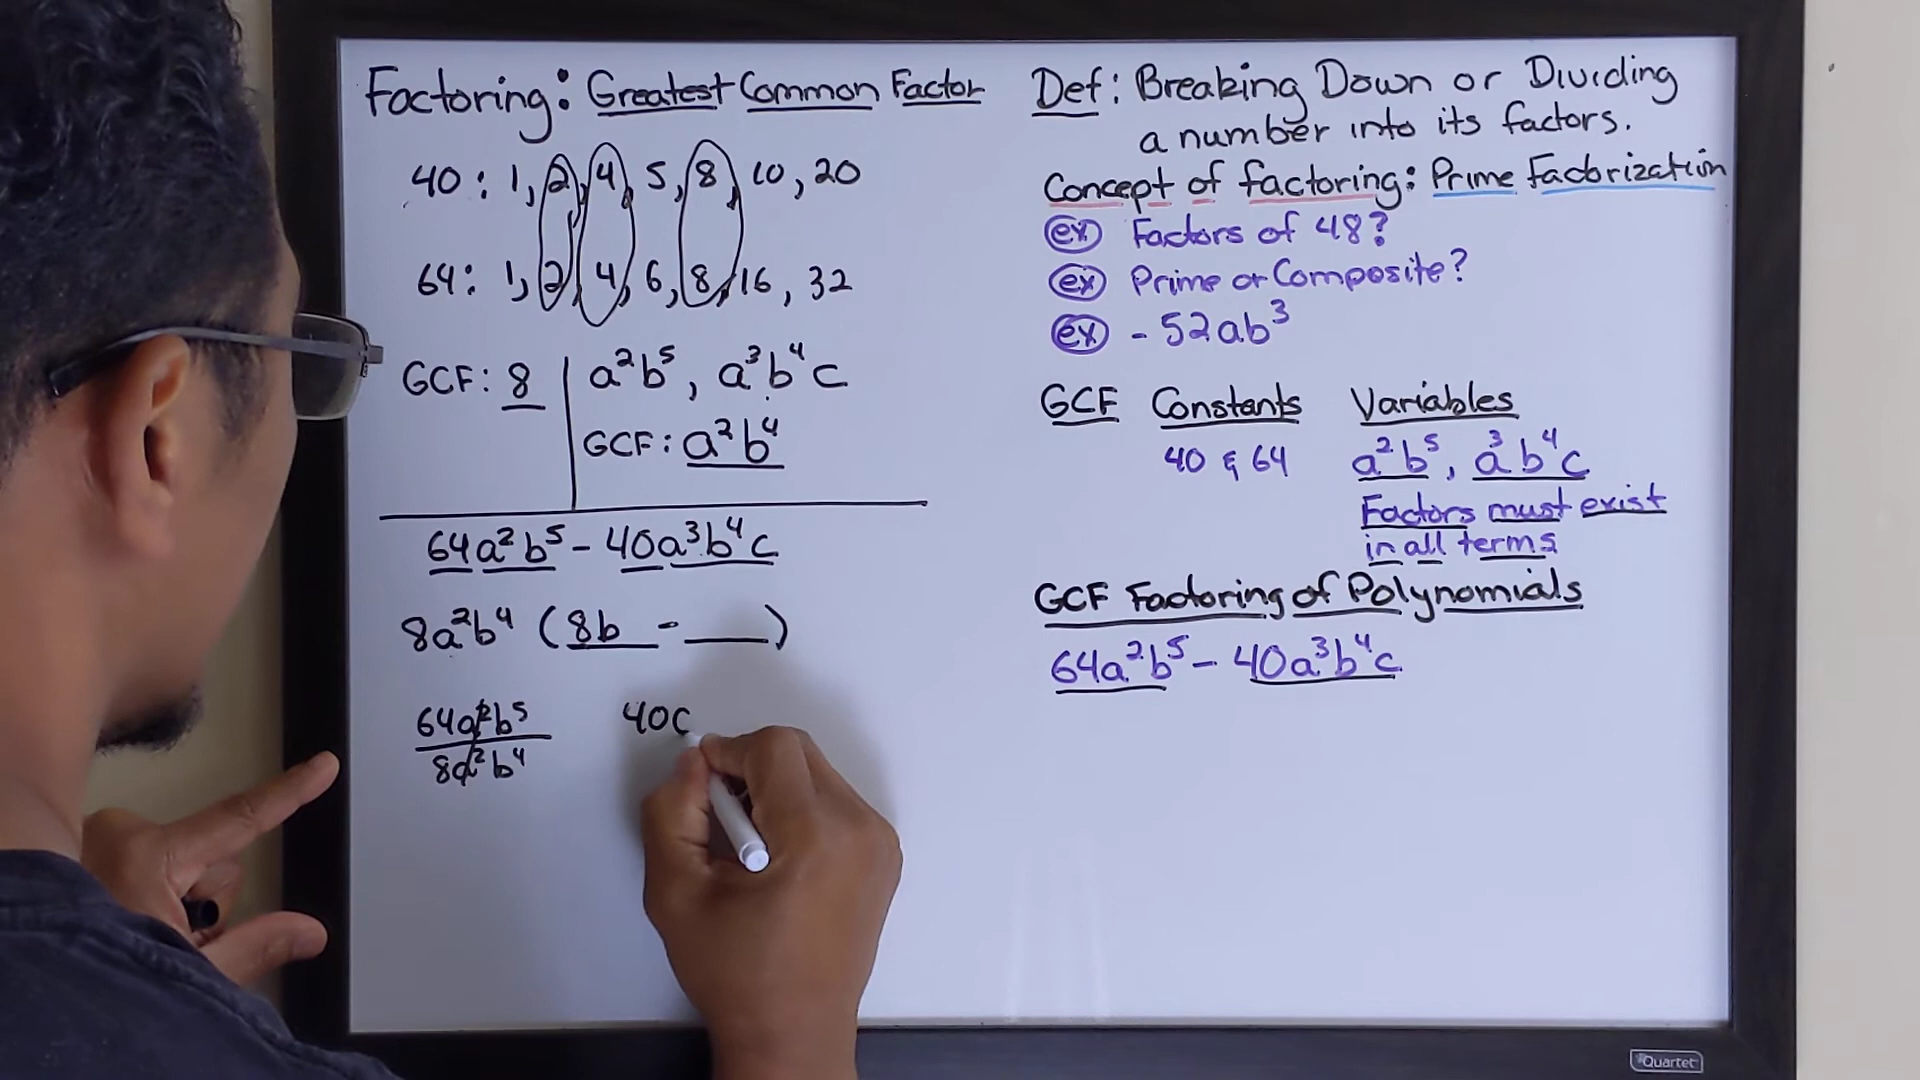 Factoring: Greatest Common Factor
40: 1, 2, 4, 5, 8, 10, 20
64: 1, 2, 4, 6, 8, 16, 32
GCF: 8
a²b⁵, a³b⁴c
GCF: a²b⁴
64a²b⁵ - 40a³b⁴c
8a²b⁴ (8b - ___)
64a²b⁵
8a²b⁴
40c
Def: Breaking Down or Dividing
a number into its factors.
Concept of factoring: Prime Factorization
ex Factors of 48?
ex Prime or Composite?
ex - 52ab³
GCF Constants Variables
40 & 64 a²b⁵, a³b⁴c
Factors must exist
in all terms
GCF Factoring of Polynomials
64a²b⁵ - 40a³b⁴c
Quartet